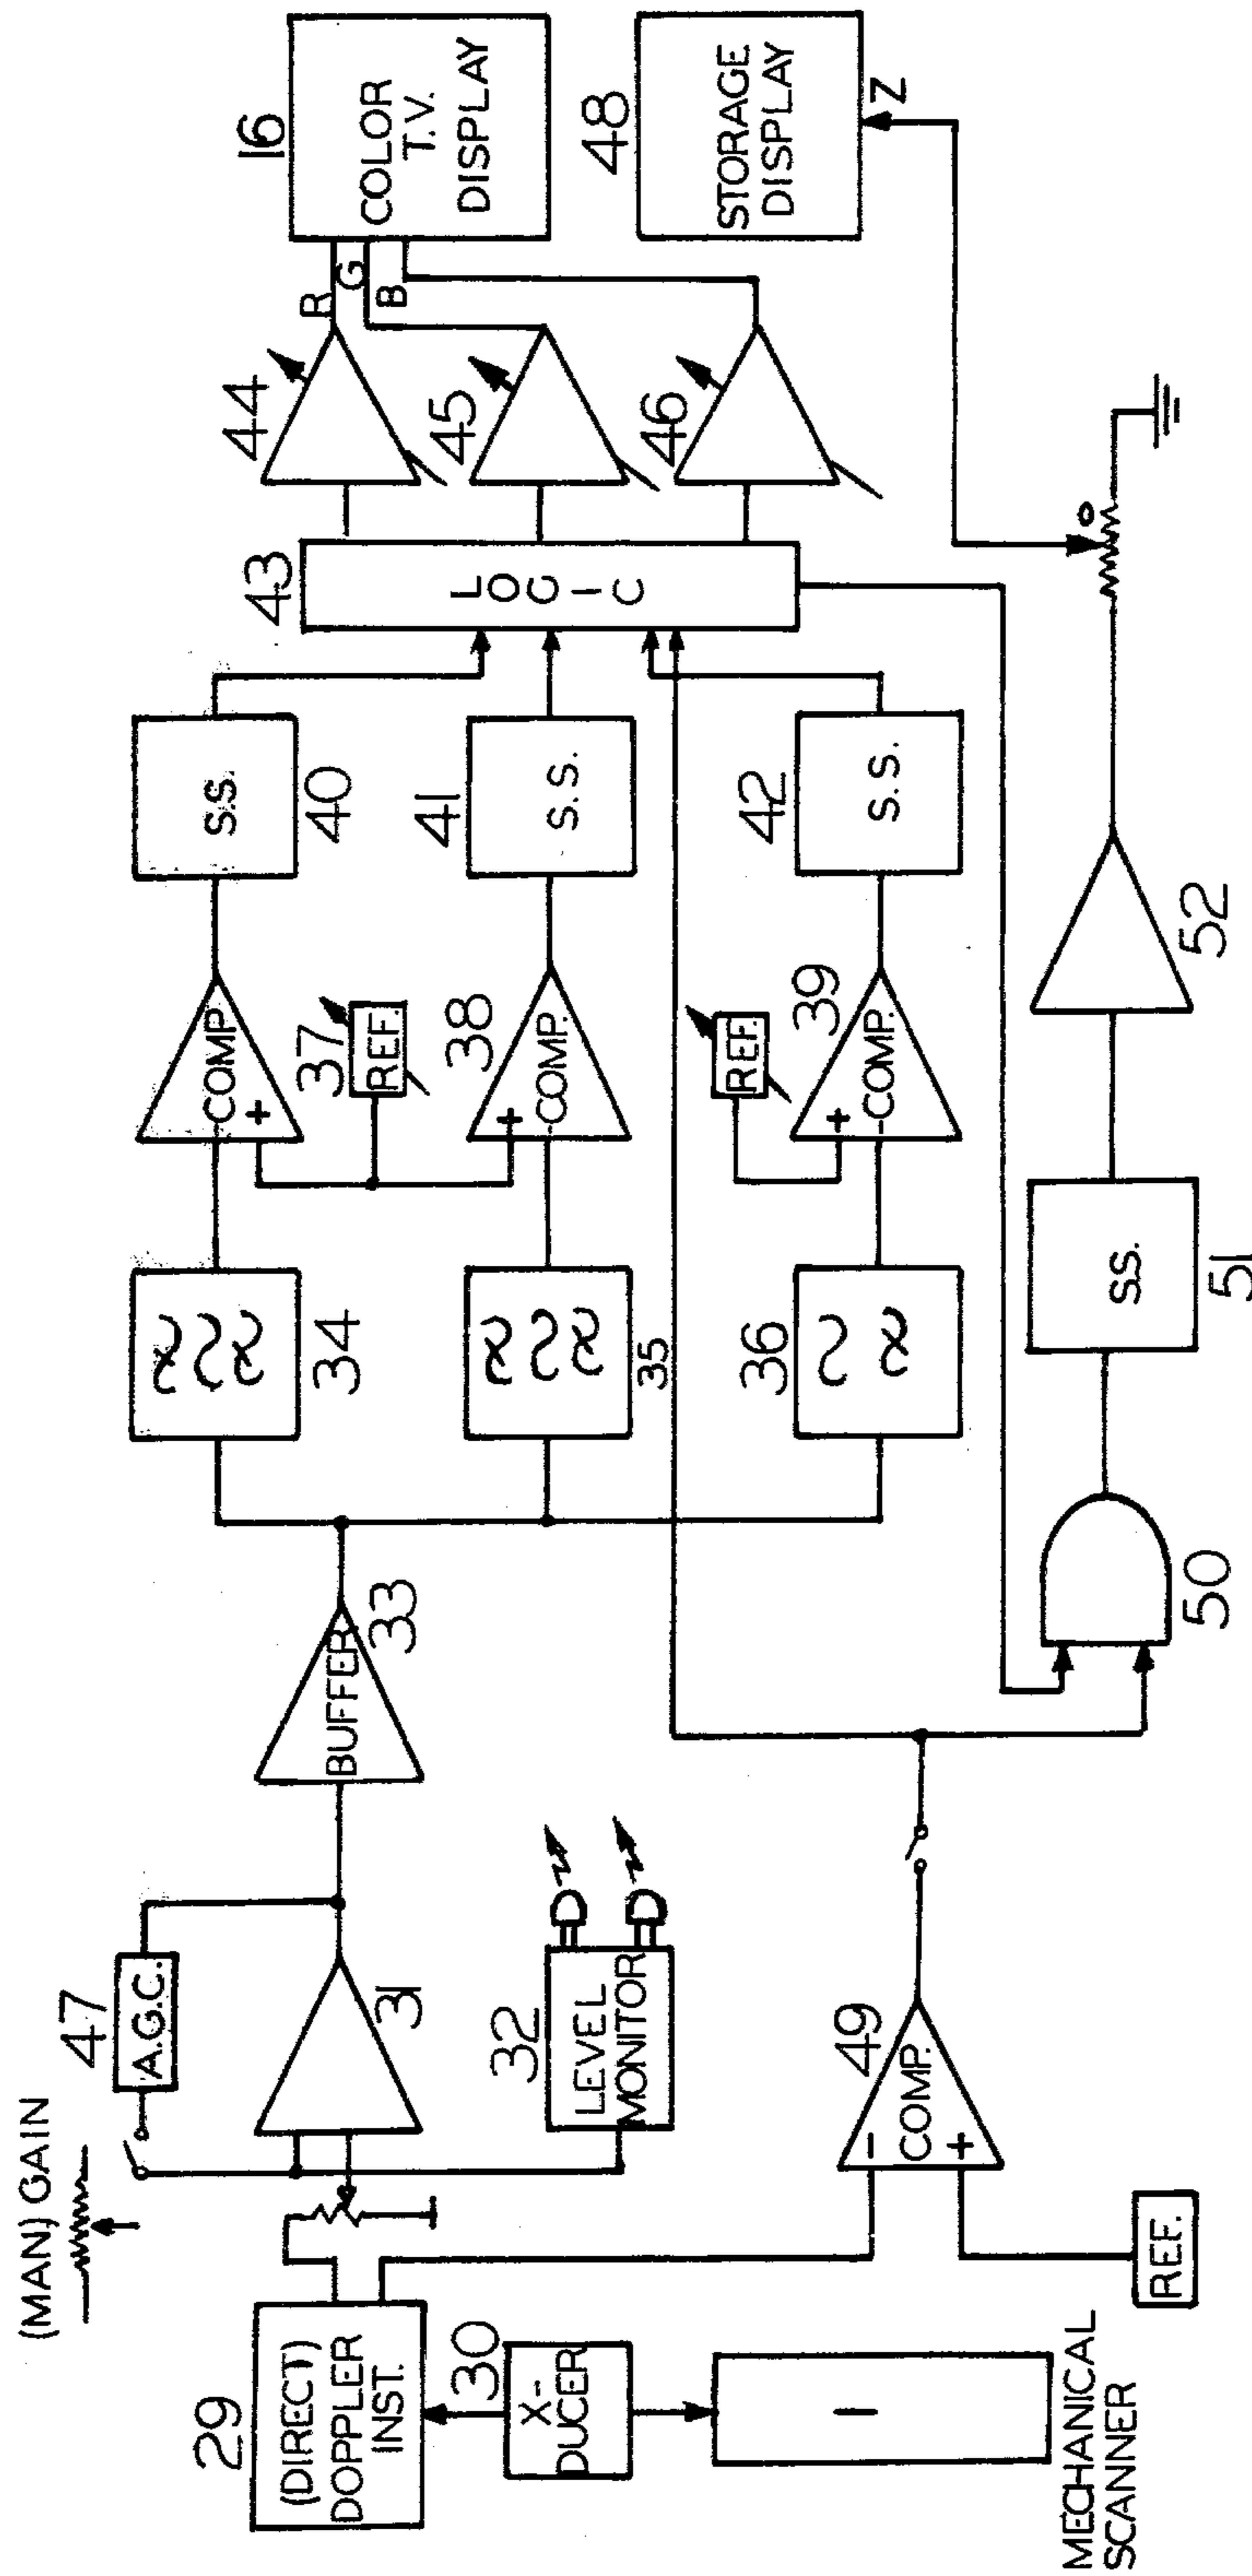 (MAN) GAIN
47
A.G.C.
29
(DIRECT)
DOPPLER
INST.
31
BUFFER
33
30
X-
DUCER
32
LEVEL
MONITOR
MECHANICAL
SCANNER
REF.
49
-
COMP.
+
34
35
36
-COMP.
+
37
REF.
38
+
-COMP.
REF.
39
+
-COMP.
S.S.
40
41
S.S.
42
S.S.
43
LOGIC
44
45
46
R
G
B
16
COLOR
T.V.
DISPLAY
48
STORAGE
DISPLAY
Z
50
S.S.
51
52